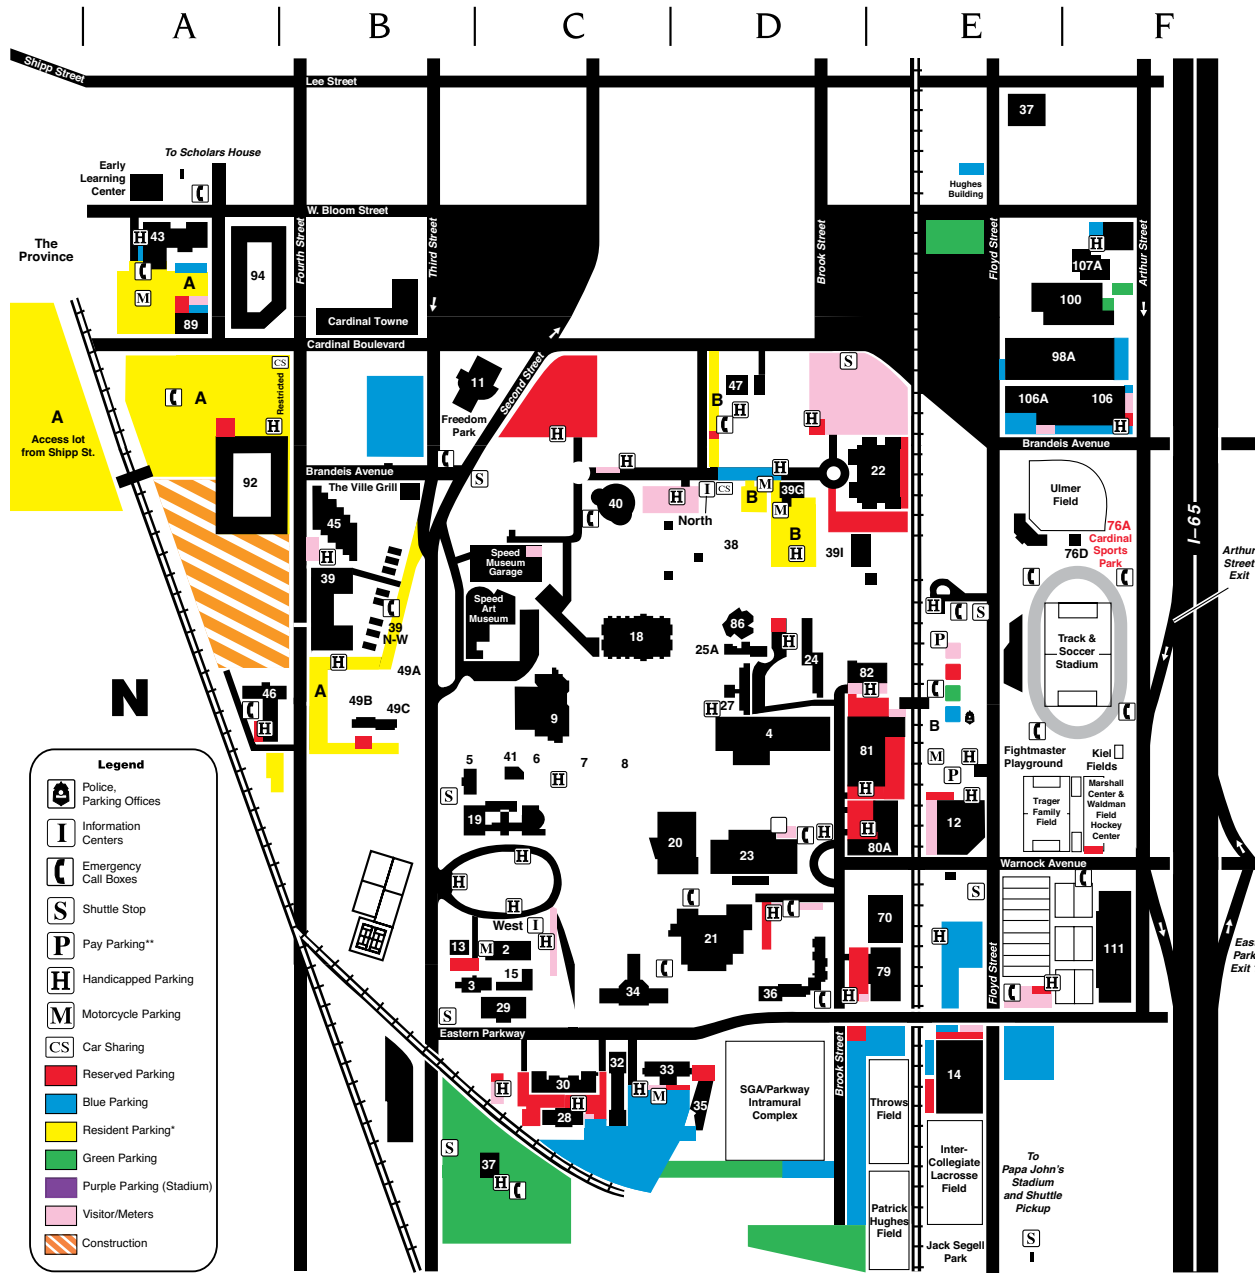 A B C D E F
Shipp Street
Lee Street
37
To Scholars House
Early
Learning
Center
Hughes
Building
W. Bloom Street
The
Province
H 43
A
M
89
94
Fourth Street
Third Street
Cardinal Towne
Brook Street
Floyd Street
Arthur Street
H
107A
100
Cardinal Boulevard
A
Access lot
from Shipp St.
CS
A
Restricted
H
92
11
Freedom
Park
Second Street
H
B
47
H
S
H
98A
106A 106
H
Brandeis Avenue
Brandeis Avenue
The Ville Grill
S
H
H
H
I
CS
M
B
39G
M
North
B
H
22
40
38
39I
Ulmer
Field
76A
Cardinal
Sports
Park
76D
I-65
Arthur
Street
Exit
45
H
39
39
N-W
H
A
49A
49B
49C
Speed
Museum
Garage
Speed
Art
Museum
18
86
25A
H
24
27
H
82
H
H
S
P
B
M
H
P
H
Track &
Soccer
Stadium
N
46
H
9
4
81
H
Fightmaster
Playground
Kiel
Fields
Trager
Family
Field
Marshall
Center &
Waldman
Field
Hockey
Center
5
41
6
7
8
H
S
19
20
23
H
H
80A
12
Warnock Avenue
H
H
H
West
I
H
13
M
2
15
3
29
S
21
H
34
36
70
79
H
S
H
Floyd Street
H
111
East
Park
Exit
Eastern Parkway
H
30
H
28
32
33
H
M
35
SGA/Parkway
Intramural
Complex
Brook Street
Throws
Field
Patrick
Hughes
Field
14
Inter-
Collegiate
Lacrosse
Field
Jack Segell
Park
To
Papa John's
Stadium
and Shuttle
Pickup
S
S
37
H
Legend
Police,
Parking Offices
I Information
Centers
Emergency
Call Boxes
S Shuttle Stop
P Pay Parking**
H Handicapped Parking
M Motorcycle Parking
CS Car Sharing
Reserved Parking
Blue Parking
Resident Parking*
Green Parking
Purple Parking (Stadium)
Visitor/Meters
Construction